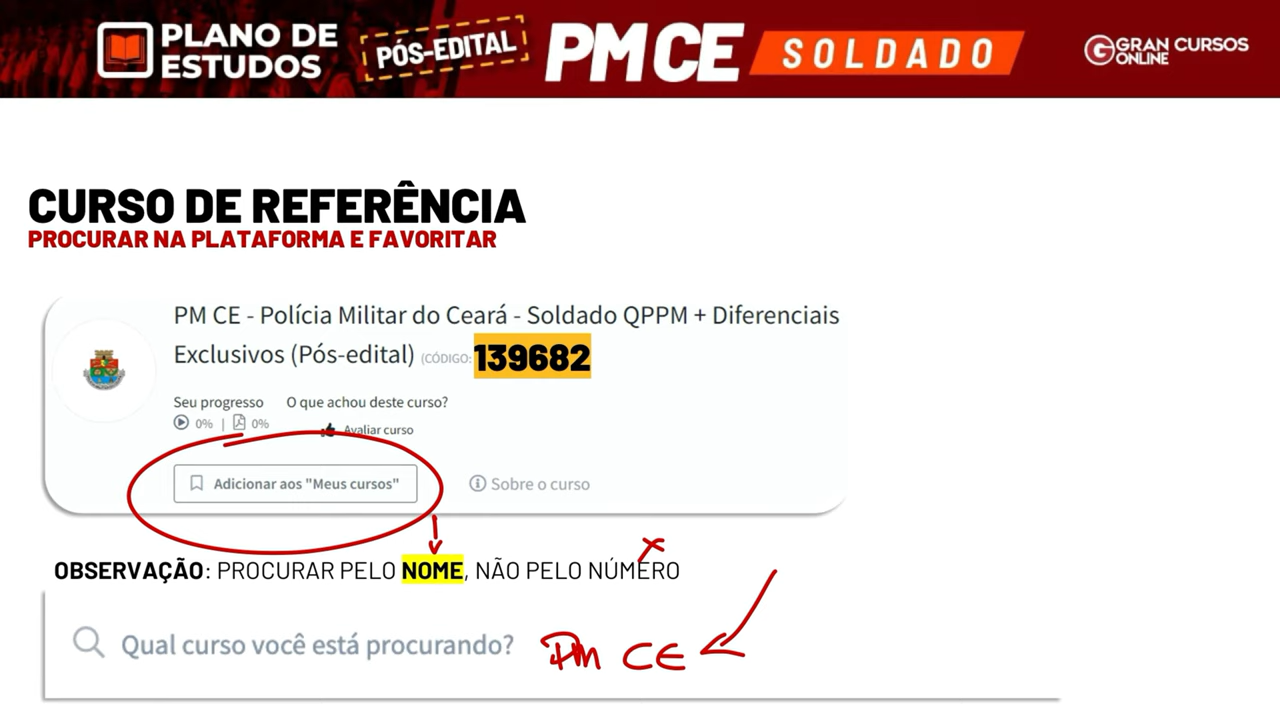 PLANO DE
ESTUDOS
PÓS-EDITAL
PMCE
SOLDADO
GRAN CURSOS
ONLINE
CURSO DE REFERÊNCIA
PROCURAR NA PLATAFORMA E FAVORITAR
PM CE - Polícia Militar do Ceará - Soldado QPPM + Diferenciais
Exclusivos (Pós-edital) (CÓDIGO: 139682
Seu progresso O que achou deste curso?
0% | 0%
Avaliar curso
Adicionar aos "Meus cursos"
Sobre o curso
OBSERVAÇÃO: PROCURAR PELO NOME, NÃO PELO NÚMERO
Qual curso você está procurando? PM CE